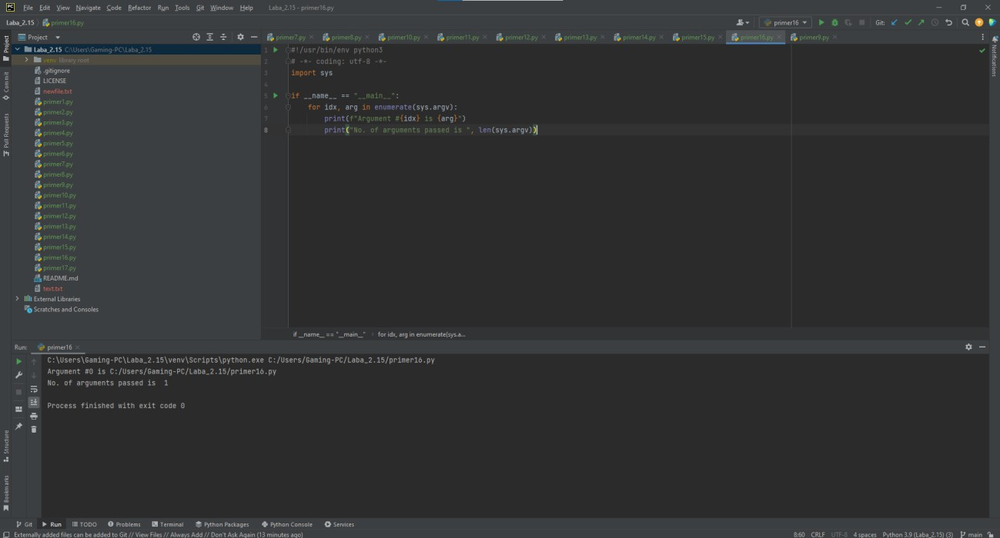 PC File Edit View Navigate Code Refactor Run Tools Git Window Help Laba_2.15 - primer16.py
Laba_2.15 primer16.py primer16 Git:
Project primer7.py primer8.py primer10.py primer11.py primer12.py primer13.py primer14.py primer15.py primer16.py primer9.py
Laba_2.15 C:\Users\Gaming-PC\Laba_2.15
venv library root
.gitignore
LICENSE
newfile.txt
primer1.py
primer2.py
primer3.py
primer4.py
primer5.py
primer6.py
primer7.py
primer8.py
primer9.py
primer10.py
primer11.py
primer12.py
primer13.py
primer14.py
primer15.py
primer16.py
primer17.py
README.md
text.txt
External Libraries
Scratches and Consoles
Project
Commit
Pull Requests
1 #!/usr/bin/env python3
2 # -*- coding: utf-8 -*-
3 import sys
4
5 if __name__ == "__main__":
6 for idx, arg in enumerate(sys.argv):
7 print(f"Argument #{idx} is {arg}")
8 print("No. of arguments passed is ", len(sys.argv))
Notifications
if __name__ == "__main__" for idx, arg in enumerate(sys.a...
Run: primer16
C:\Users\Gaming-PC\Laba_2.15\venv\Scripts\python.exe C:/Users/Gaming-PC/Laba_2.15/primer16.py
Argument #0 is C:/Users/Gaming-PC/Laba_2.15/primer16.py
No. of arguments passed is  1
Process finished with exit code 0
Structure
Bookmarks
Git Run TODO Problems Terminal Python Packages Python Console Services
Externally added files can be added to Git // View Files // Always Add // Don't Ask Again (13 minutes ago) 8:60 CRLF UTF-8 4 spaces Python 3.9 (Laba_2.15) (3) main